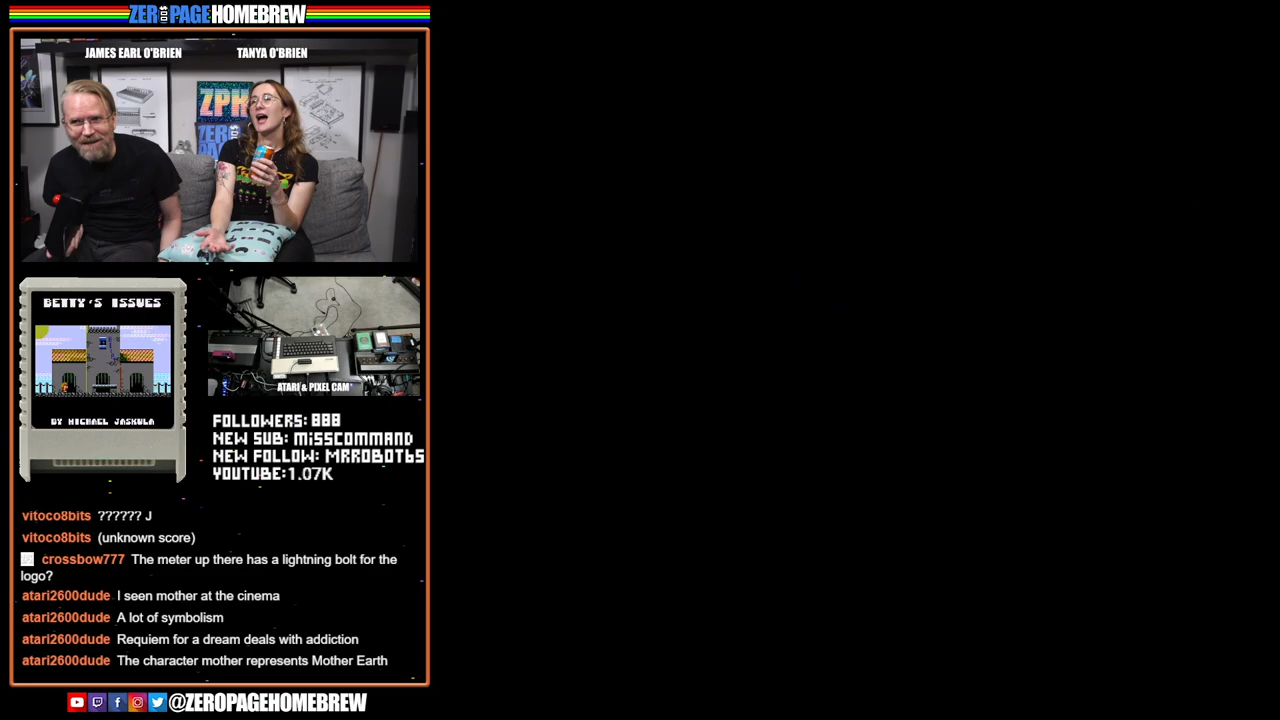 ZEROPAGEHOMEBREW
JAMES EARL O'BRIEN
TANYA O'BRIEN
ZPH
ZERO
BETTY'S ISSUES
BY MICHAEL JASKULA
ATARI & PIXEL CAM
FOLLOWERS: 888
NEW SUB: MISSCOMMAND
NEW FOLLOW: MRROBOT65
YOUTUBE:1.07K
vitoco8bits ?????? J
vitoco8bits (unknown score)
crossbow777 The meter up there has a lightning bolt for the
logo?
atari2600dude I seen mother at the cinema
atari2600dude A lot of symbolism
atari2600dude Requiem for a dream deals with addiction
atari2600dude The character mother represents Mother Earth
@ZEROPAGEHOMEBREW